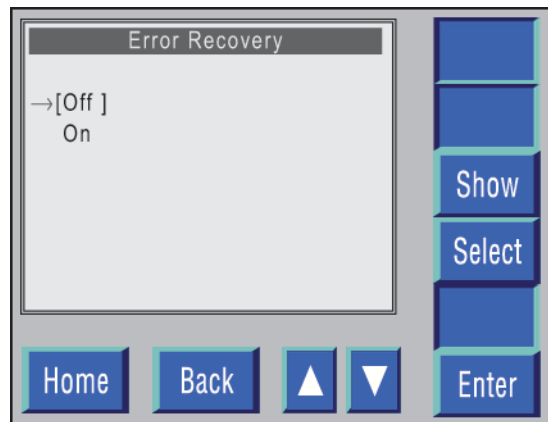 Error Recovery
→[Off ]
On
Show
Select
Home
Back
▲
▼
Enter